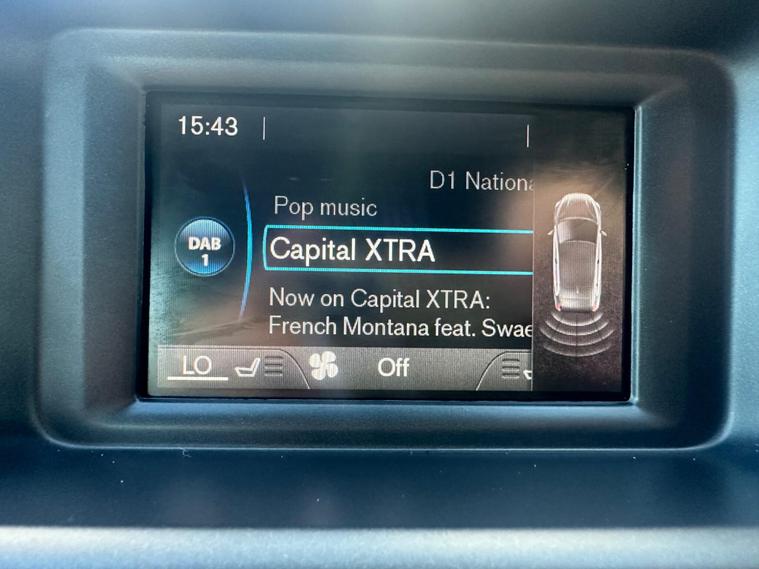 15:43
D1 Nationa
Pop music
DAB
1
Capital XTRA
Now on Capital XTRA:
French Montana feat. Swae
LO
Off